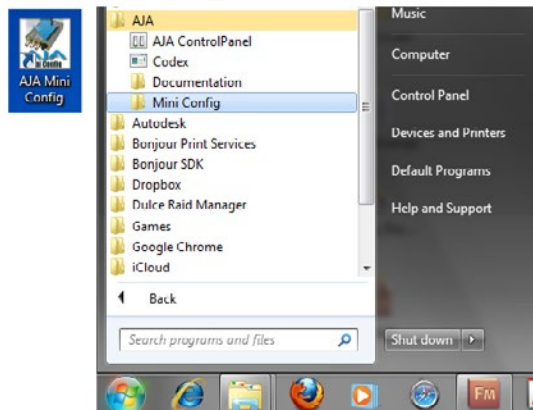 AJA Mini
Config
AJA
AJA ControlPanel
Codex
Documentation
Mini Config
Autodesk
Bonjour Print Services
Bonjour SDK
Dropbox
Dulce Raid Manager
Games
Google Chrome
iCloud
Back
Search programs and files
Music
Computer
Control Panel
Devices and Printers
Default Programs
Help and Support
Shut down
FM